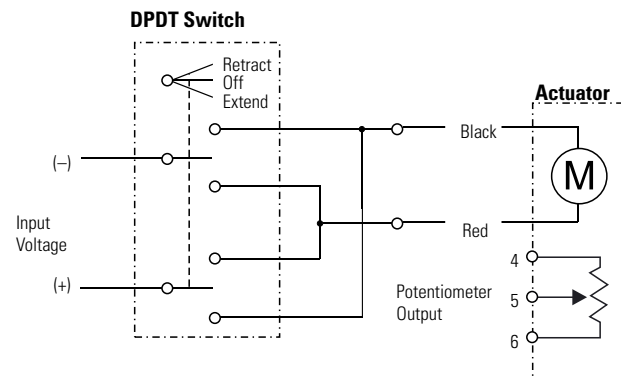 DPDT Switch
Retract
Off
Extend
Actuator
Black
(–)
M
Input
Voltage
Red
4
(+)
Potentiometer
Output
5
6